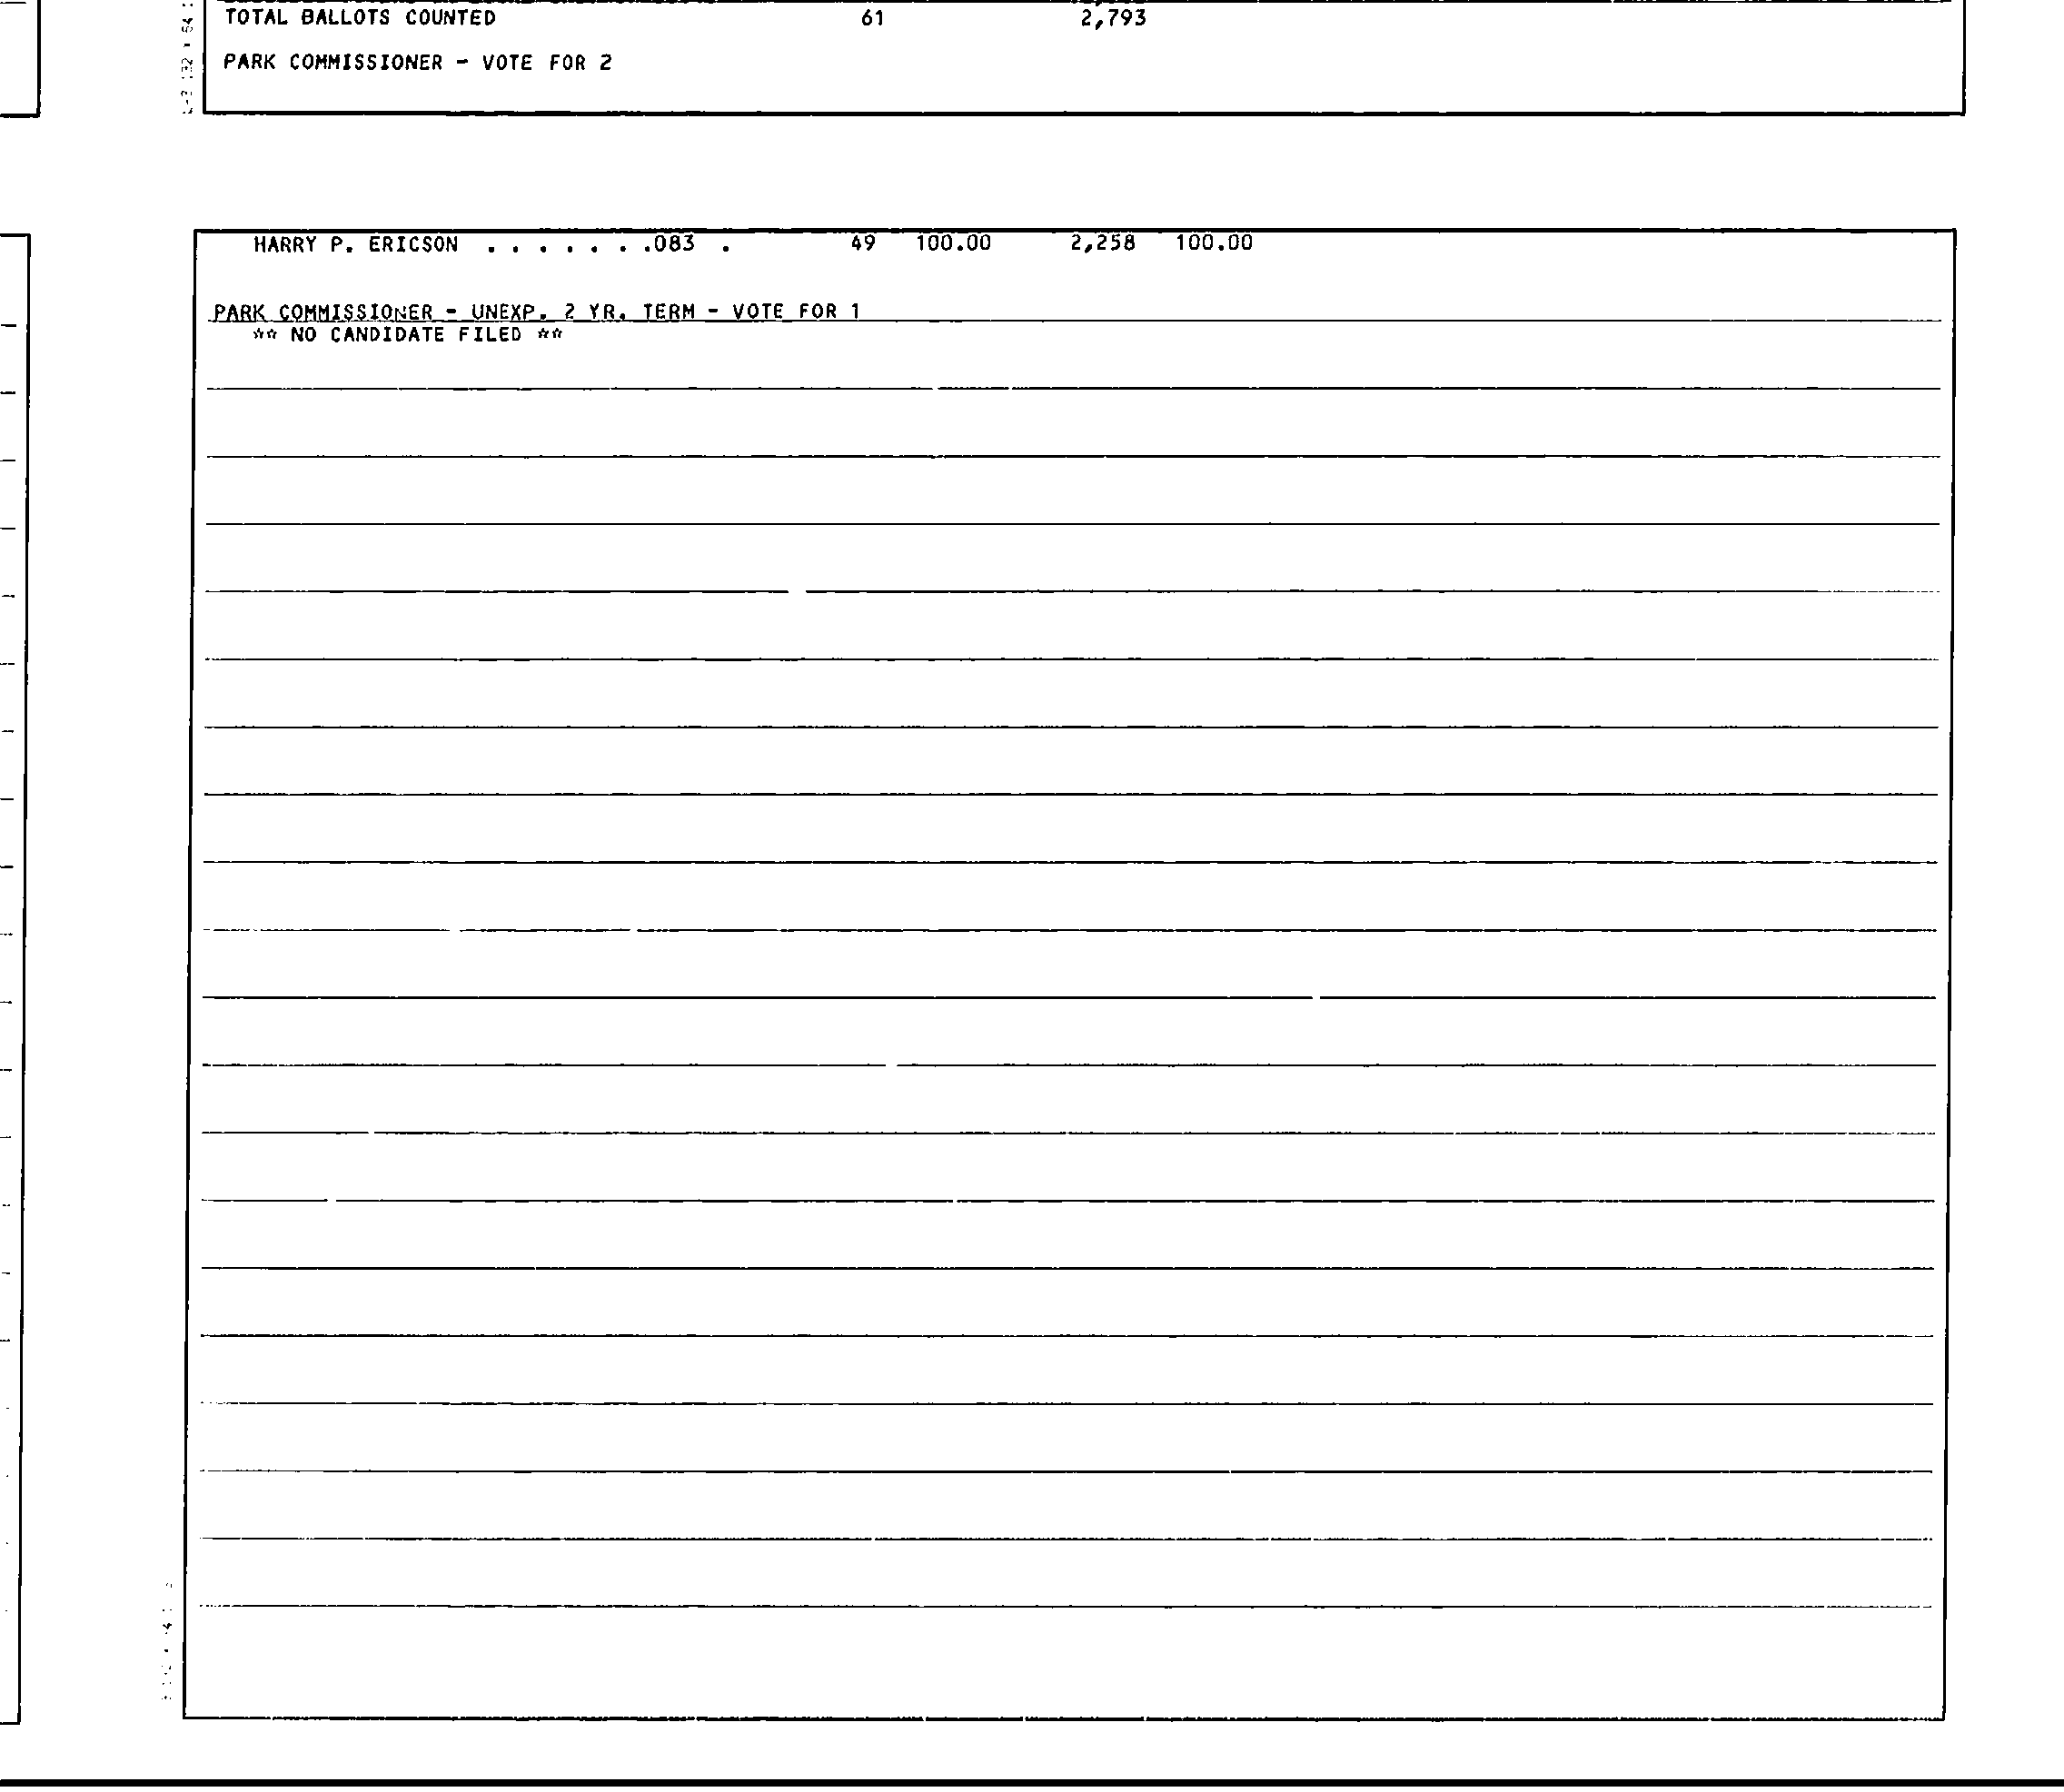 TOTAL BALLOTS COUNTED 61 2,793
PARK COMMISSIONER - VOTE FOR 2
HARRY P. ERICSON . . . . . . .083 . 49 100.00 2,258 100.00
PARK COMMISSIONER - UNEXP. 2 YR. TERM - VOTE FOR 1
** NO CANDIDATE FILED **